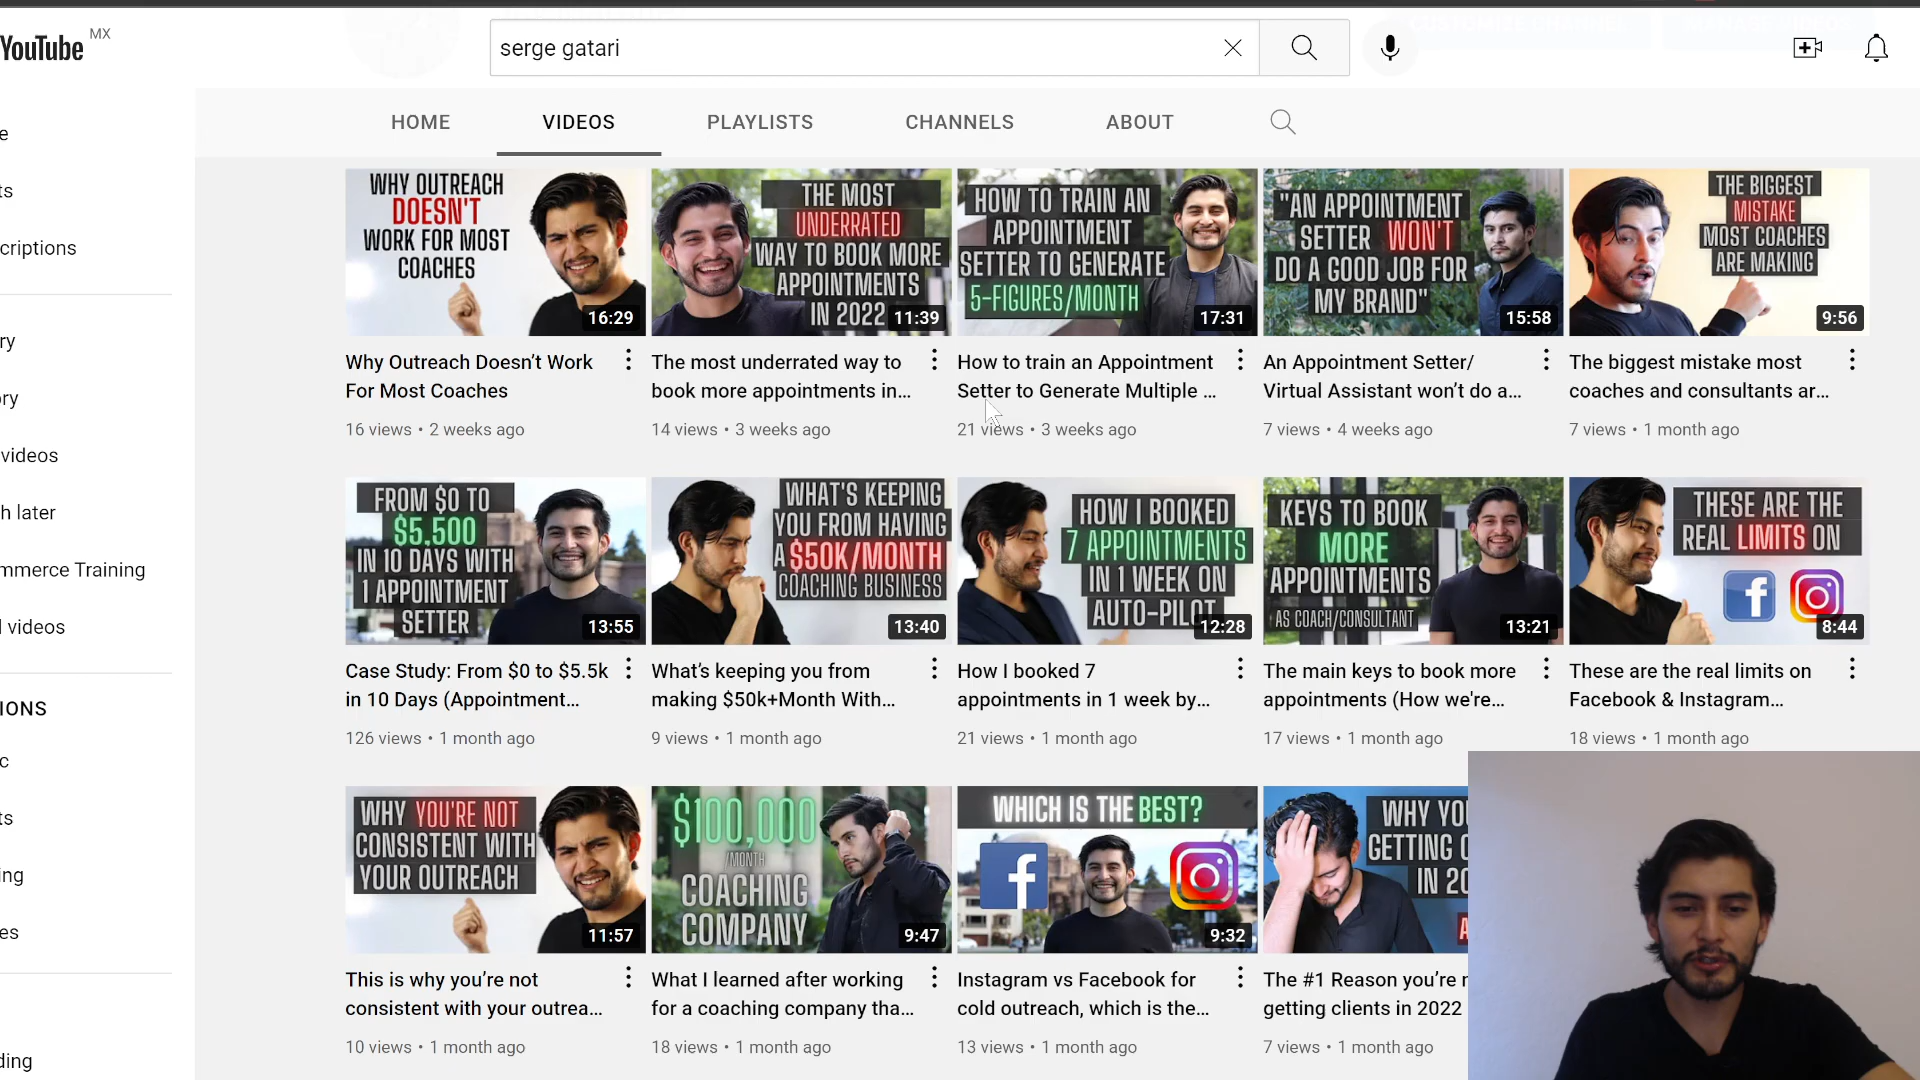 YouTube MX
serge gatari
HOME VIDEOS PLAYLISTS CHANNELS ABOUT
e
ts
criptions
ry
ory
videos
h later
mmerce Training
l videos
IONS
c
ts
ing
es
ding
WHY OUTREACH
DOESN'T
WORK FOR MOST
COACHES
16:29
Why Outreach Doesn’t Work
For Most Coaches
16 views • 2 weeks ago
THE MOST
UNDERRATED
WAY TO BOOK MORE
APPOINTMENTS
IN 2022
11:39
The most underrated way to
book more appointments in...
14 views • 3 weeks ago
HOW TO TRAIN AN
APPOINTMENT
SETTER TO GENERATE
5-FIGURES/MONTH
17:31
How to train an Appointment
Setter to Generate Multiple ...
21 views • 3 weeks ago
"AN APPOINTMENT
SETTER WON'T
DO A GOOD JOB FOR
MY BRAND"
15:58
An Appointment Setter/
Virtual Assistant won’t do a...
7 views • 4 weeks ago
THE BIGGEST
MISTAKE
MOST COACHES
ARE MAKING
9:56
The biggest mistake most
coaches and consultants ar...
7 views • 1 month ago
FROM $0 TO
$5,500
IN 10 DAYS WITH
1 APPOINTMENT
SETTER
13:55
Case Study: From $0 to $5.5k
in 10 Days (Appointment...
126 views • 1 month ago
WHAT'S KEEPING
YOU FROM HAVING
A $50K/MONTH
COACHING BUSINESS
13:40
What’s keeping you from
making $50k+Month With...
9 views • 1 month ago
HOW I BOOKED
7 APPOINTMENTS
IN 1 WEEK ON
AUTO-PILOT
12:28
How I booked 7
appointments in 1 week by...
21 views • 1 month ago
KEYS TO BOOK
MORE
APPOINTMENTS
AS COACH/CONSULTANT
13:21
The main keys to book more
appointments (How we're...
17 views • 1 month ago
THESE ARE THE
REAL LIMITS ON
8:44
These are the real limits on
Facebook & Instagram...
18 views • 1 month ago
WHY YOU'RE NOT
CONSISTENT WITH
YOUR OUTREACH
11:57
This is why you’re not
consistent with your outrea...
10 views • 1 month ago
$100,000
/MONTH
COACHING
COMPANY
9:47
What I learned after working
for a coaching company tha...
18 views • 1 month ago
WHICH IS THE BEST?
9:32
Instagram vs Facebook for
cold outreach, which is the...
13 views • 1 month ago
WHY YOU
GETTING C
IN 20
The #1 Reason you’re n
getting clients in 2022
7 views • 1 month ago